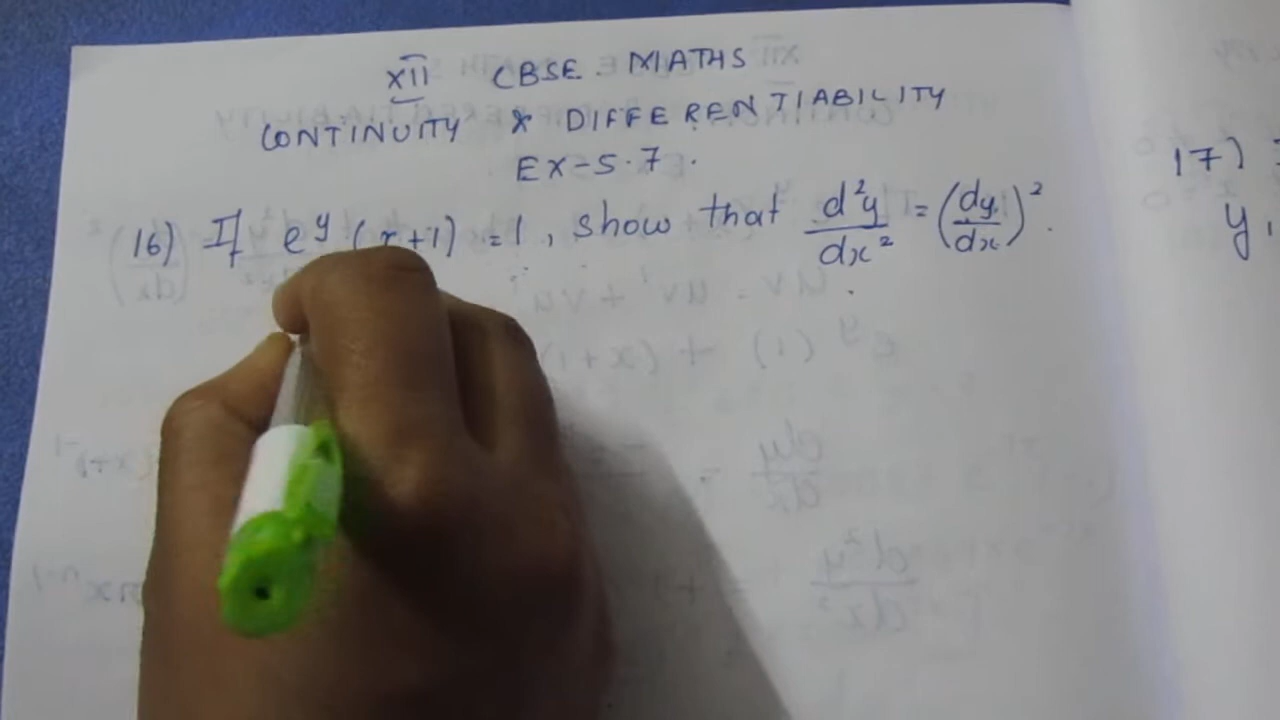 XII CBSE MATHS
CONTINUITY & DIFFERENTIABILITY
EX-5.7.
16) If e^y (x+1) = 1, show that d²y/dx² = (dy/dx)².
17)
y,